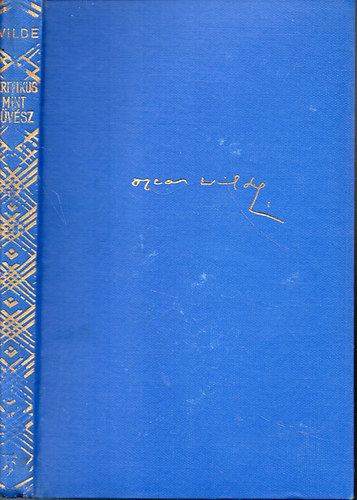 WILDE
KRITIKUS
MINT
MŰVÉSZ
oscar wilde